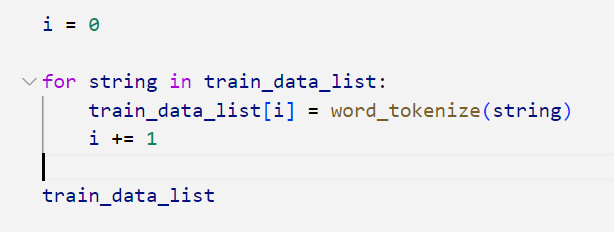 i = 0
for string in train_data_list:
    train_data_list[i] = word_tokenize(string)
    i += 1
train_data_list